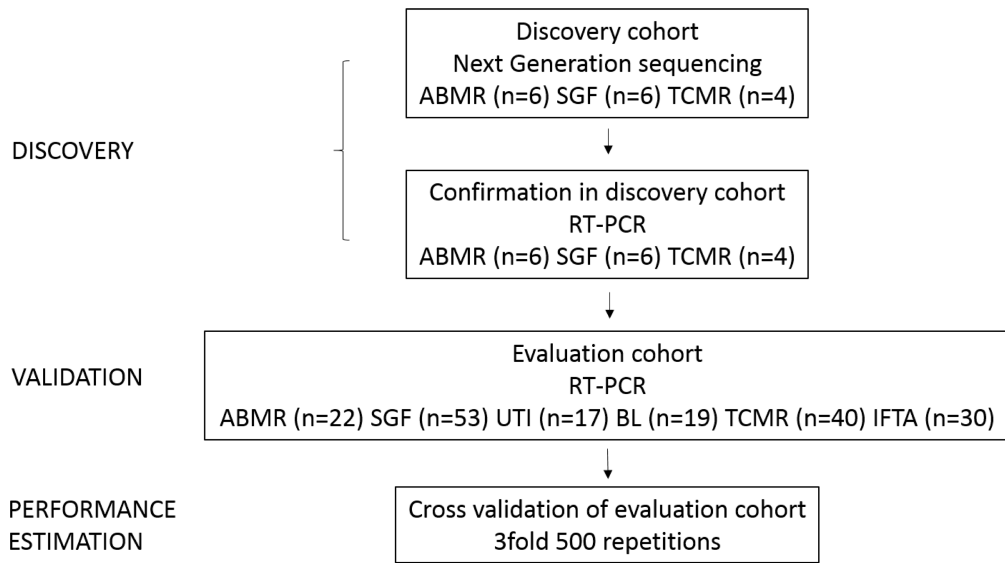 Discovery cohort
Next Generation sequencing
ABMR (n=6) SGF (n=6) TCMR (n=4)
DISCOVERY
Confirmation in discovery cohort
RT-PCR
ABMR (n=6) SGF (n=6) TCMR (n=4)
VALIDATION
Evaluation cohort
RT-PCR
ABMR (n=22) SGF (n=53) UTI (n=17) BL (n=19) TCMR (n=40) IFTA (n=30)
PERFORMANCE
ESTIMATION
Cross validation of evaluation cohort
3fold 500 repetitions